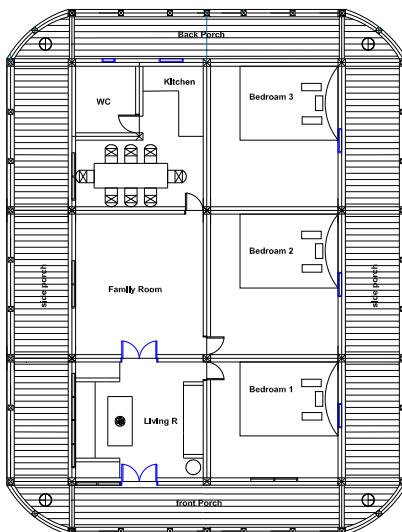 Back Porch
Kitchen
WC
Bedroom 3
side porch
Family Room
Bedroom 2
side porch
Living R
Bedroom 1
front Porch